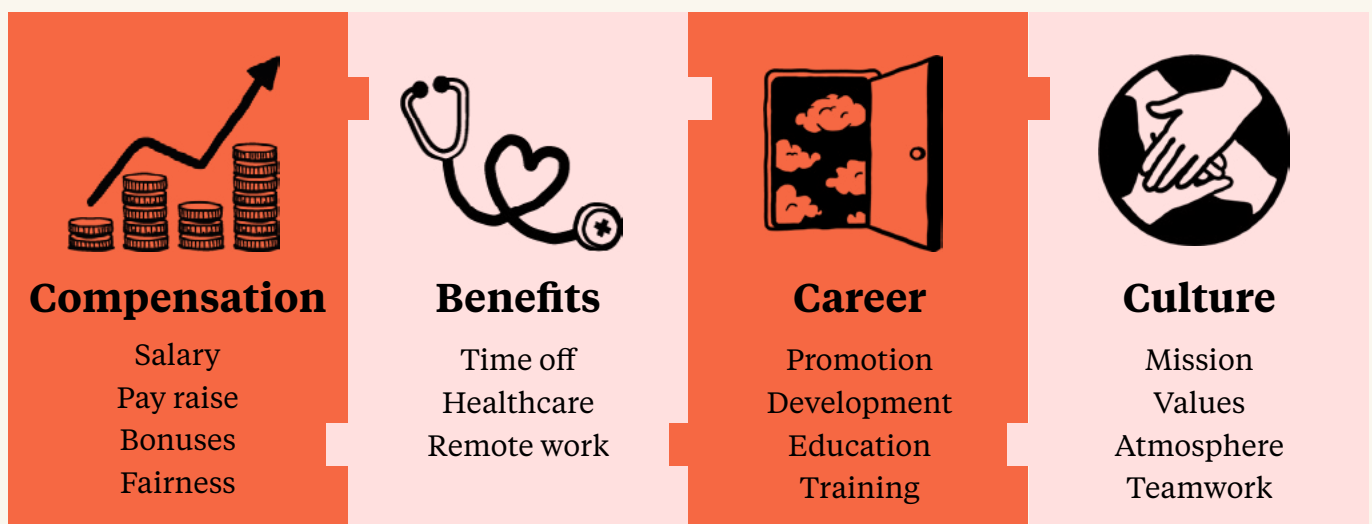 Compensation
Salary
Pay raise
Bonuses
Fairness
Benefits
Time off
Healthcare
Remote work
Career
Promotion
Development
Education
Training
Culture
Mission
Values
Atmosphere
Teamwork